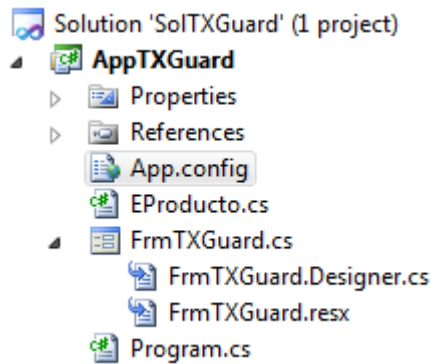 Solution 'SolTXGuard' (1 project)
AppTXGuard
Properties
References
App.config
EProducto.cs
FrmTXGuard.cs
FrmTXGuard.Designer.cs
FrmTXGuard.resx
Program.cs